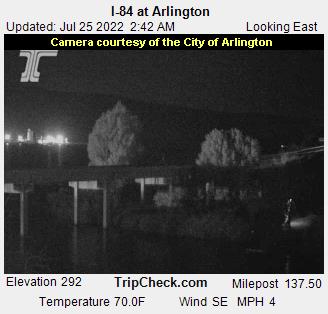 I-84 at Arlington
Updated: Jul 25 2022 2:42 AM Looking East
Camera courtesy of the City of Arlington
Elevation 292 TripCheck.com Milepost 137.50
Temperature 70.0F Wind SE MPH 4